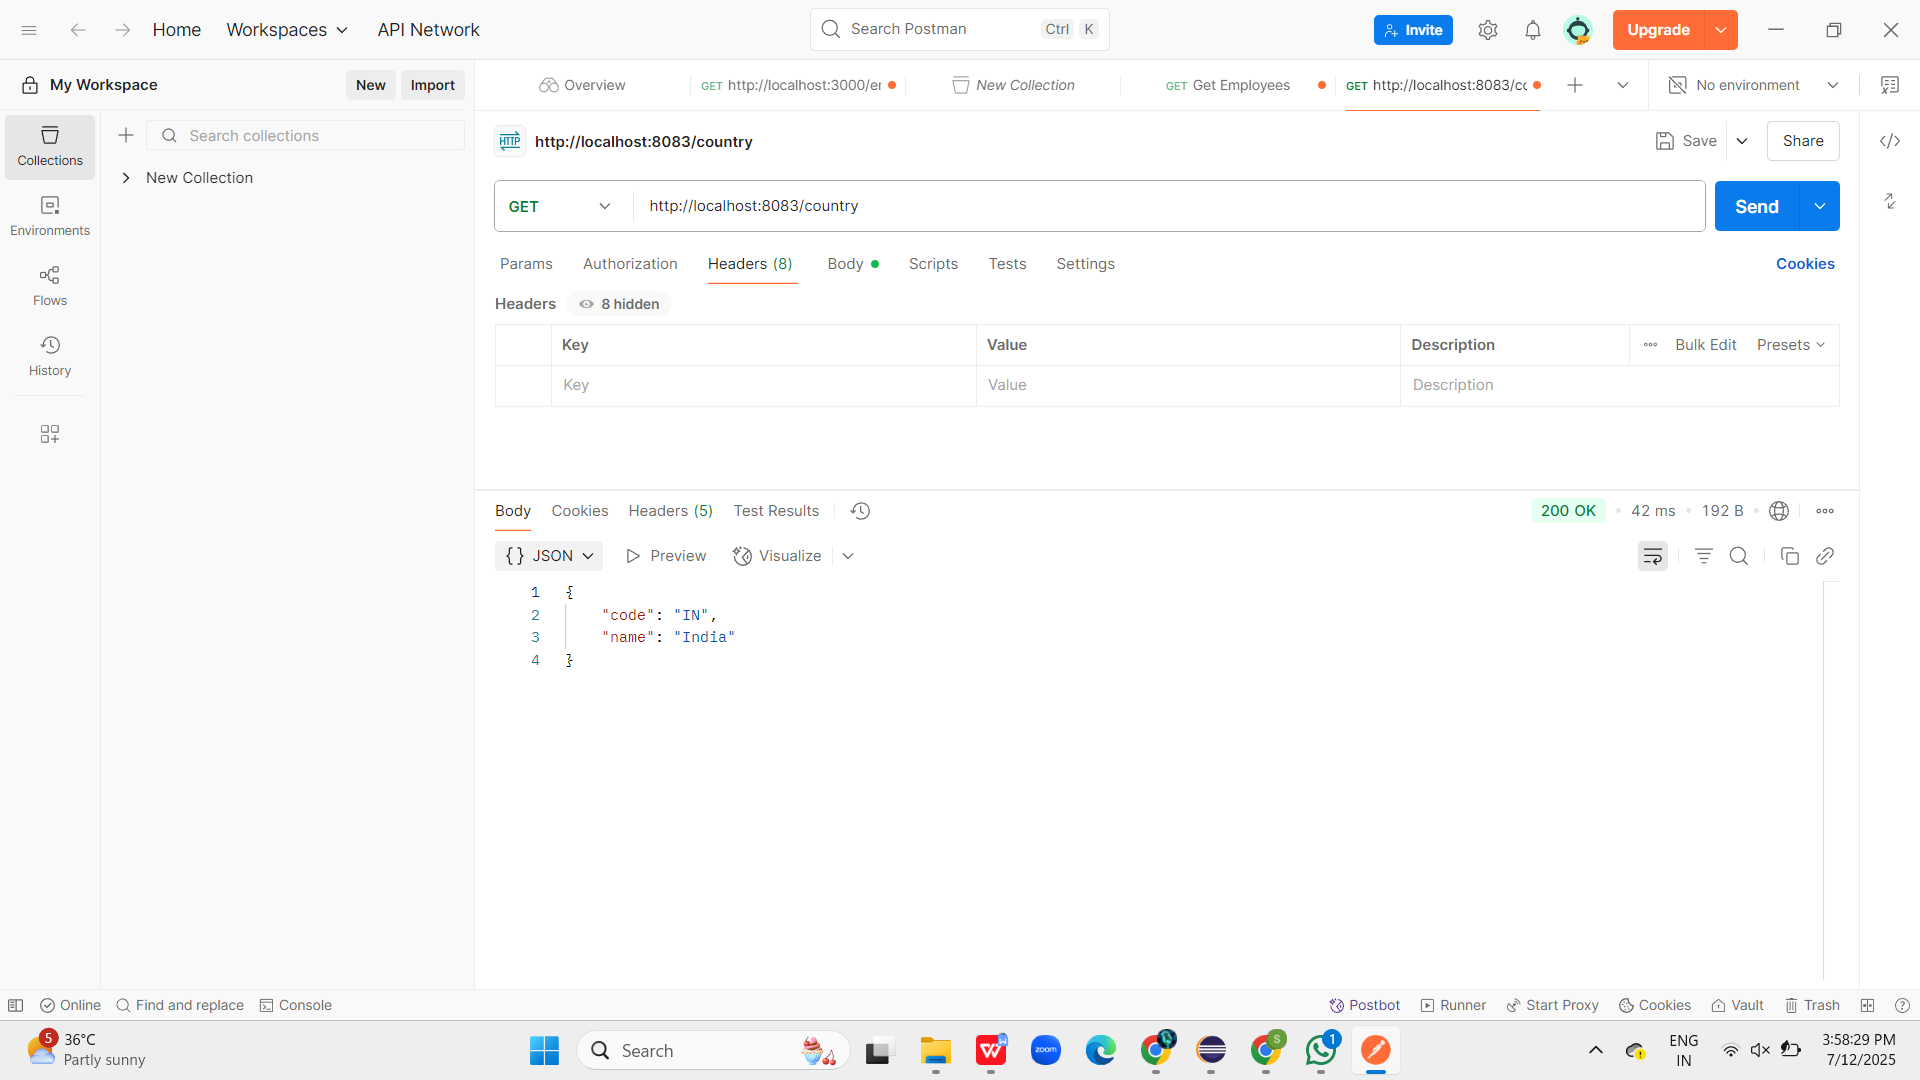 Home
Workspaces
API Network
Search Postman
Ctrl K
Invite
Upgrade
My Workspace
New
Import
Overview
GET http://localhost:3000/er
New Collection
GET Get Employees
GET http://localhost:8083/cc
No environment
Collections
Search collections
New Collection
Environments
Flows
History
HTTP
http://localhost:8083/country
Save
Share
GET
http://localhost:8083/country
Send
Params
Authorization
Headers (8)
Body
Scripts
Tests
Settings
Cookies
Headers
8 hidden
Key Value Description
Bulk Edit
Presets
Key Value Description
Body
Cookies
Headers (5)
Test Results
200 OK
42 ms
192 B
{} JSON
Preview
Visualize
1 {
2 "code": "IN",
3 "name": "India"
4 }
Online
Find and replace
Console
Postbot
Runner
Start Proxy
Cookies
Vault
Trash
5
36°C
Partly sunny
Search
W
zoom
S
1
ENG
IN
3:58:29 PM
7/12/2025